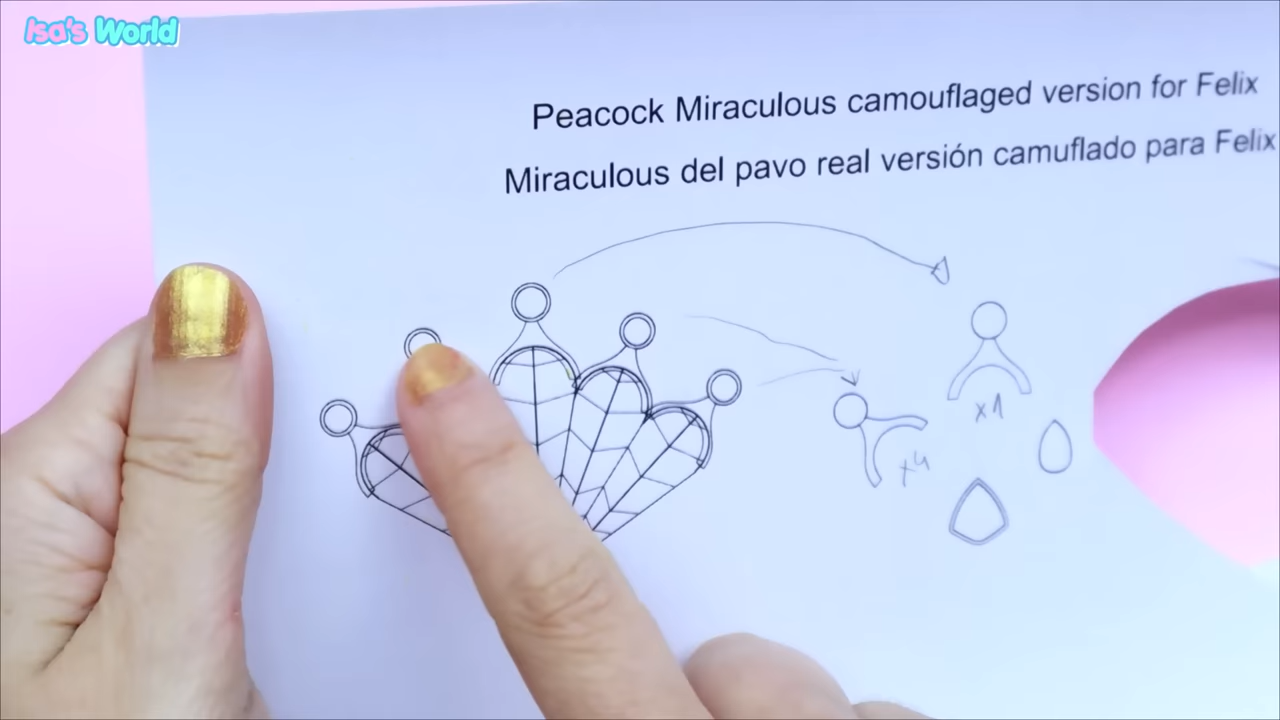 Isa's World
Peacock Miraculous camouflaged version for Felix
Miraculous del pavo real versión camuflado para Felix
x1
x4